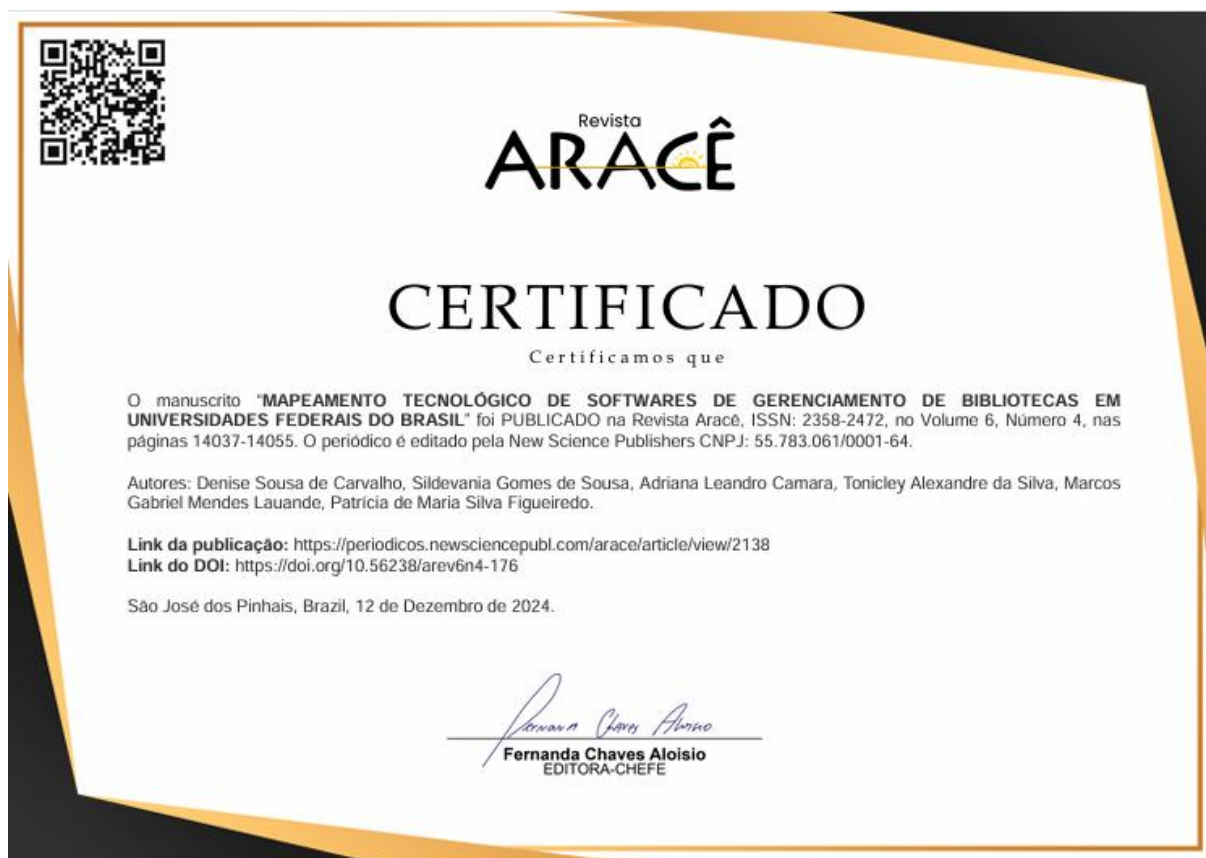 Revista
ARACÊ
CERTIFICADO
Certificamos que
O manuscrito “MAPEAMENTO TECNOLÓGICO DE SOFTWARES DE GERENCIAMENTO DE BIBLIOTECAS EM
UNIVERSIDADES FEDERAIS DO BRASIL” foi PUBLICADO na Revista Aracê, ISSN: 2358-2472, no Volume 6, Número 4, nas
páginas 14037-14055. O periódico é editado pela New Science Publishers CNPJ: 55.783.061/0001-64.
Autores: Denise Sousa de Carvalho, Sildevania Gomes de Sousa, Adriana Leandro Camara, Tonicley Alexandre da Silva, Marcos
Gabriel Mendes Lauande, Patrícia de Maria Silva Figueiredo.
Link da publicação: https://periodicos.newsciencepubl.com/arace/article/view/2138
Link do DOI: https://doi.org/10.56238/arev6n4-176
São José dos Pinhais, Brazil, 12 de Dezembro de 2024.
Fernanda Chaves Aloisio
Fernanda Chaves Aloisio
EDITORA-CHEFE